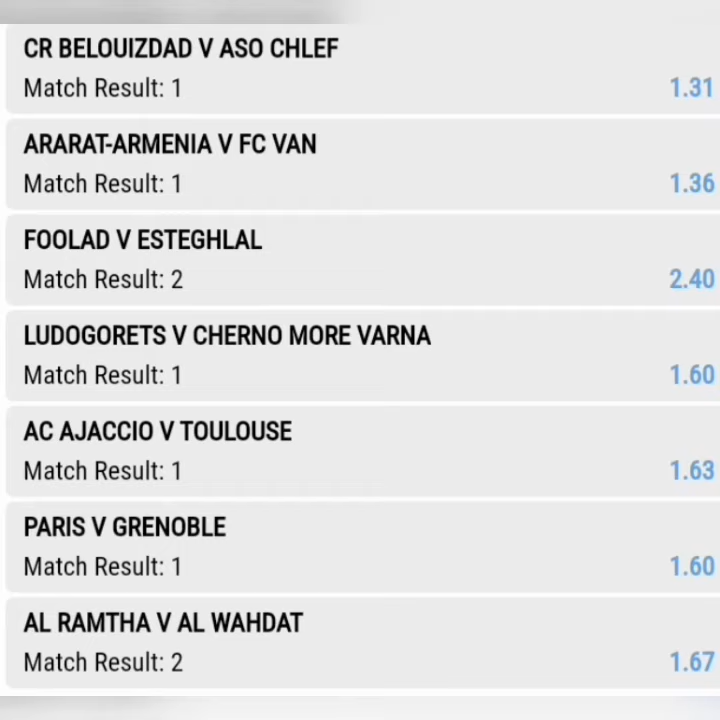 CR BELOUIZDAD V ASO CHLEF
Match Result: 1
1.31
ARARAT-ARMENIA V FC VAN
Match Result: 1
1.36
FOOLAD V ESTEGHLAL
Match Result: 2
2.40
LUDOGORETS V CHERNO MORE VARNA
Match Result: 1
1.60
AC AJACCIO V TOULOUSE
Match Result: 1
1.63
PARIS V GRENOBLE
Match Result: 1
1.60
AL RAMTHA V AL WAHDAT
Match Result: 2
1.67